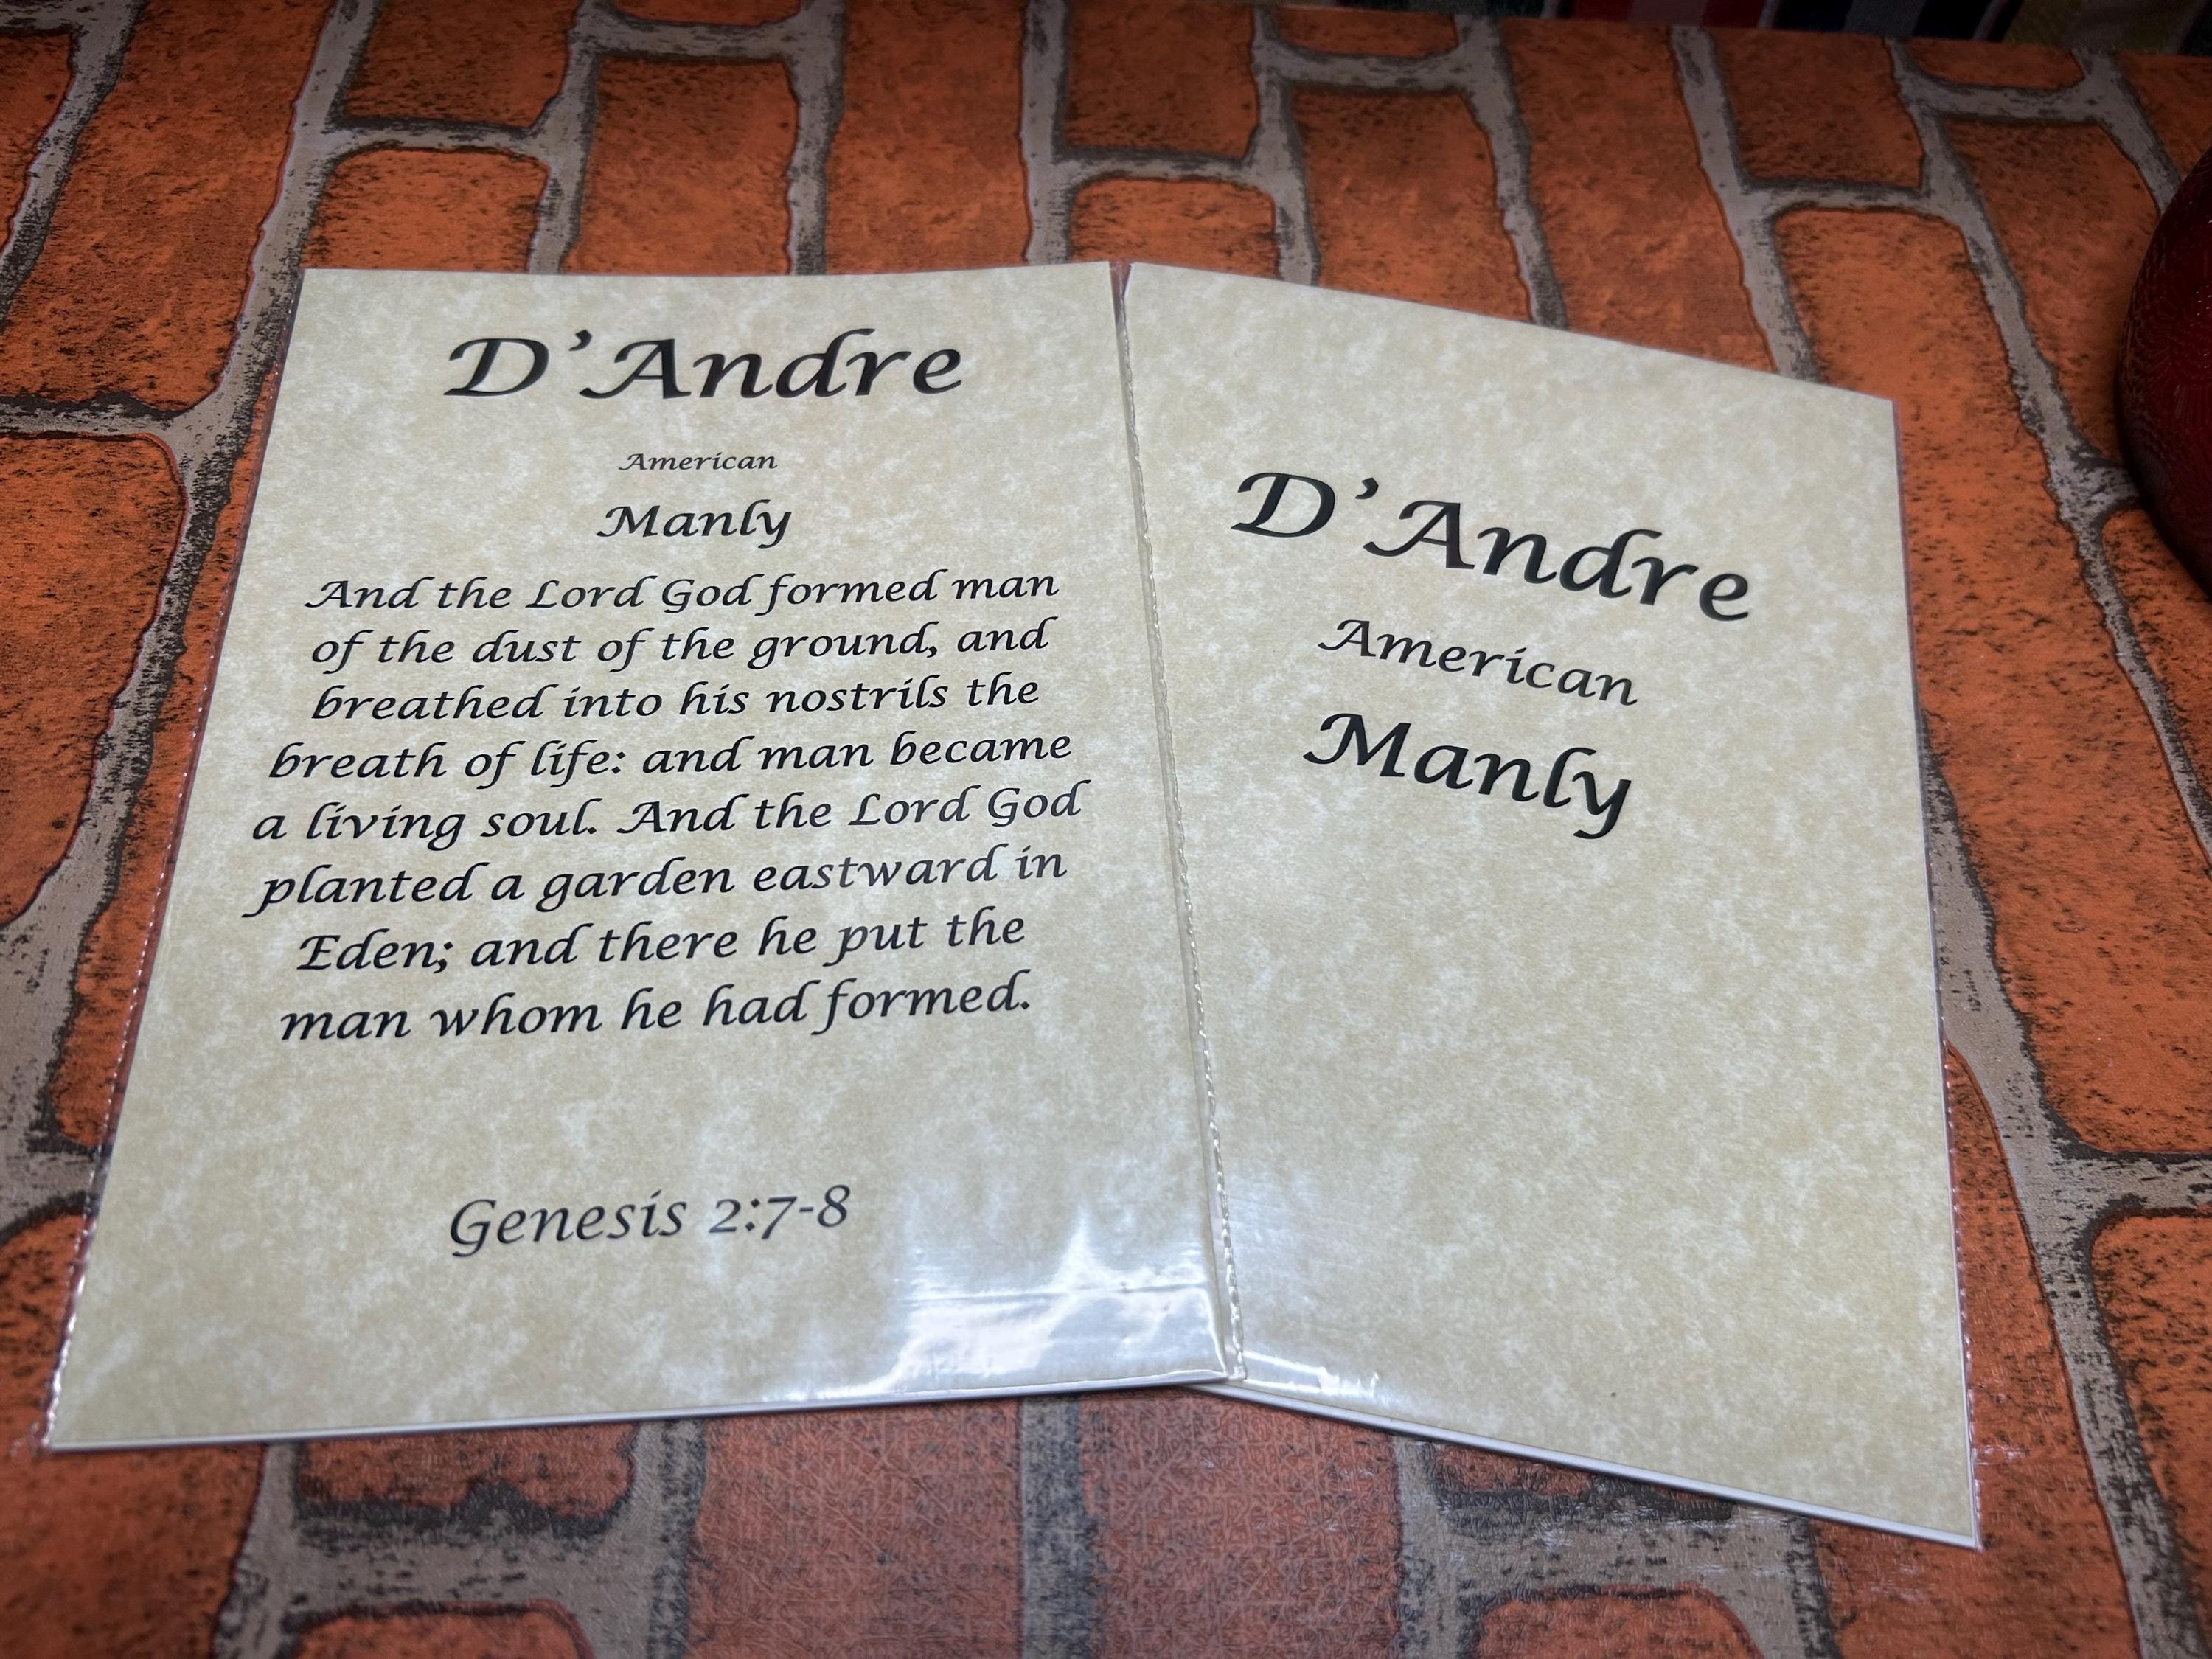 D'Andre
American
Manly
And the Lord God formed man
of the dust of the ground, and
breathed into his nostrils the
breath of life: and man became
a living soul. And the Lord God
planted a garden eastward in
Eden; and there he put the
man whom he had formed.
Genesis 2:7-8
D'Andre
American
Manly